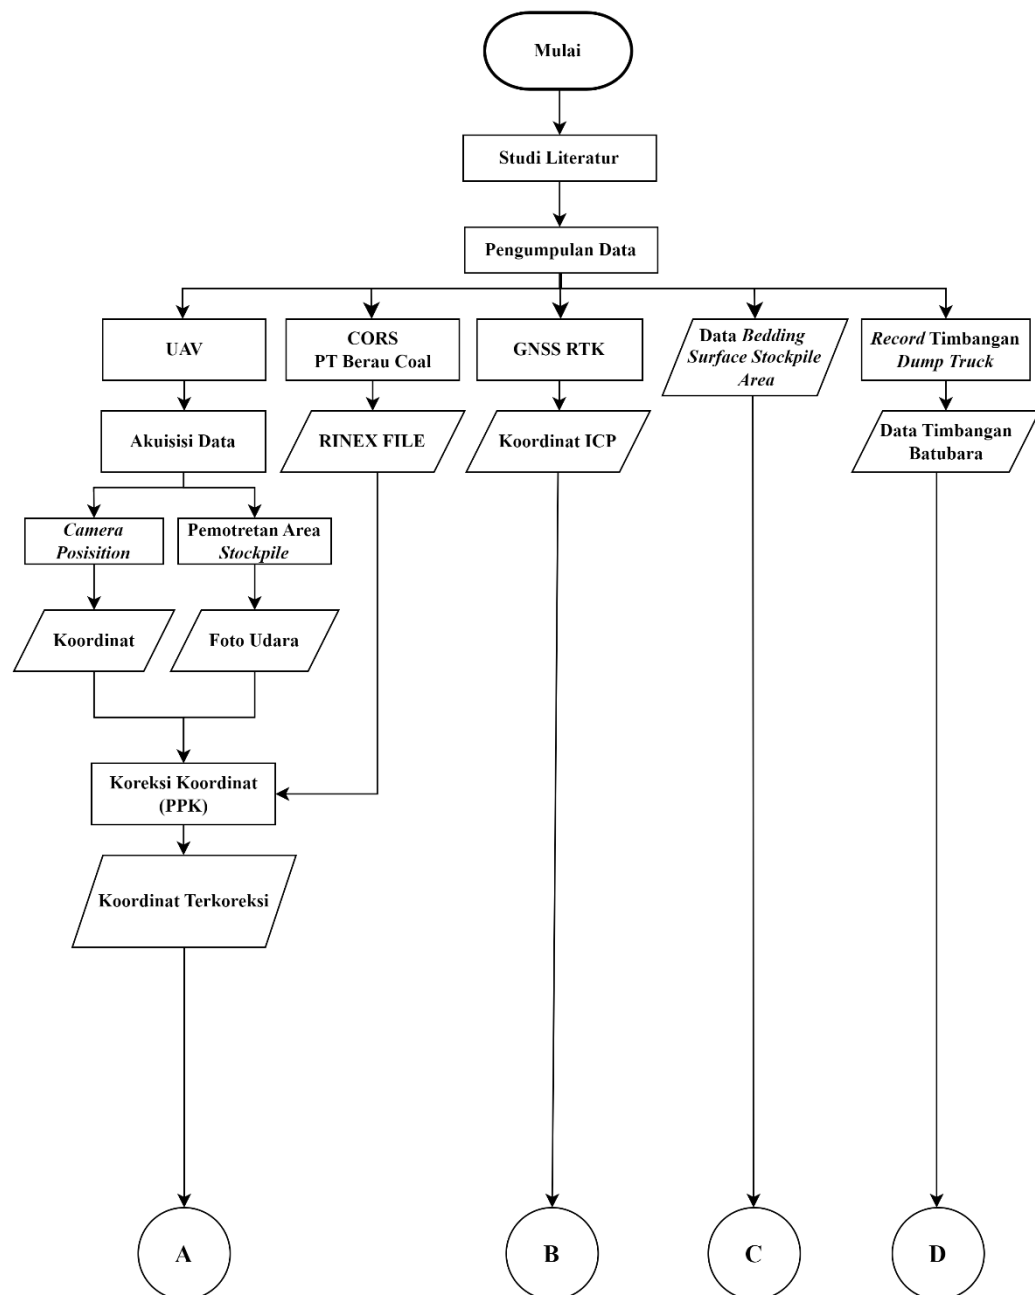 Mulai
Studi Literatur
Pengumpulan Data
UAV
CORS
PT Berau Coal
GNSS RTK
Data Bedding
Surface Stockpile
Area
Record Timbangan
Dump Truck
Akuisisi Data
RINEX FILE
Koordinat ICP
Data Timbangan
Batubara
Camera
Posisition
Pemotretan Area
Stockpile
Koordinat
Foto Udara
Koreksi Koordinat
(PPK)
Koordinat Terkoreksi
A
B
C
D